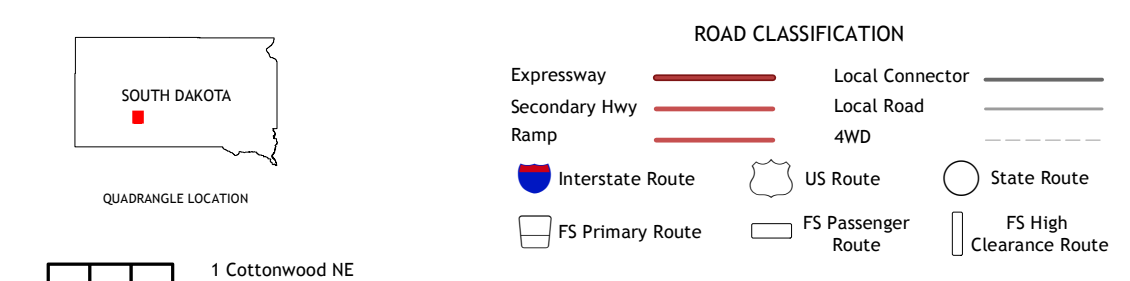 SOUTH DAKOTA
QUADRANGLE LOCATION
1 Cottonwood NE
ROAD CLASSIFICATION
Expressway
Local Connector
Secondary Hwy
Local Road
Ramp
4WD
Interstate Route
US Route
State Route
FS Primary Route
FS Passenger
Route
FS High
Clearance Route